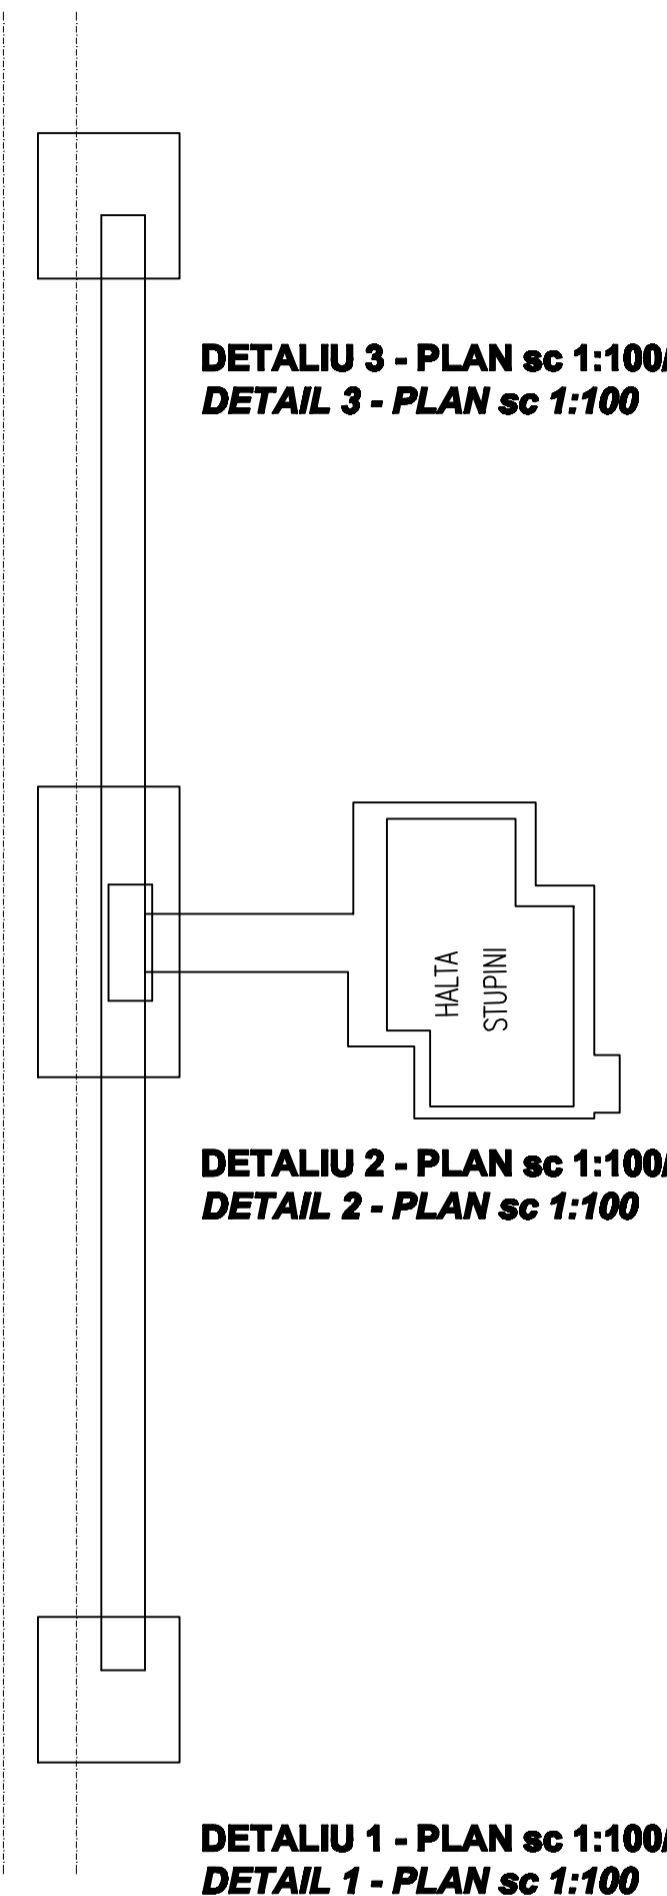 DETALIU 3 - PLAN sc 1:100/
DETAIL 3 - PLAN sc 1:100
HALTA
STUPINI
DETALIU 2 - PLAN sc 1:100/
DETAIL 2 - PLAN sc 1:100
DETALIU 1 - PLAN sc 1:100/
DETAIL 1 - PLAN sc 1:100